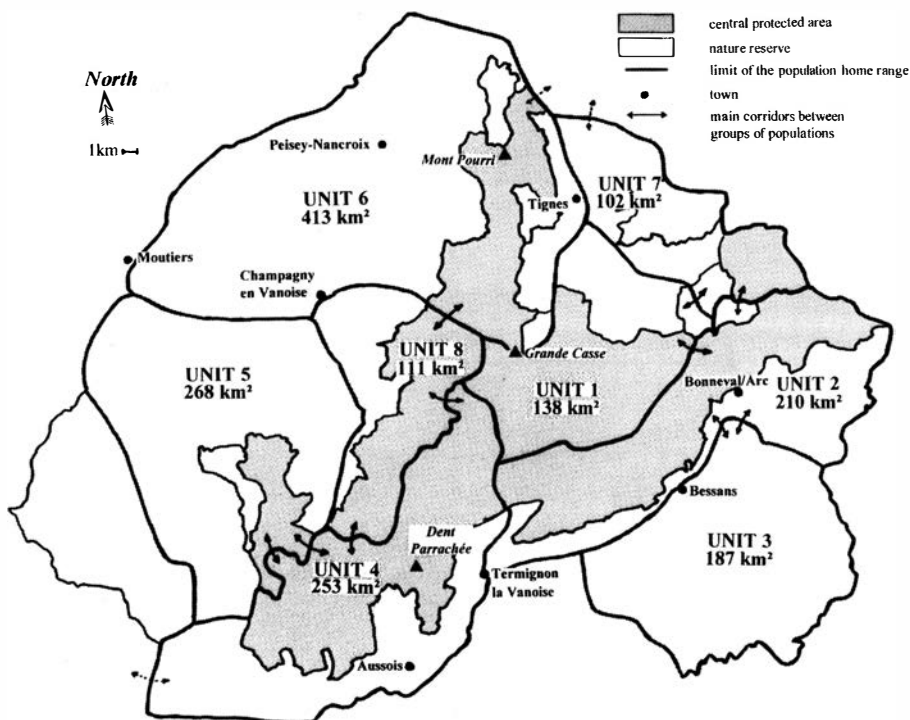 central protected area
nature reserve
limit of the population home range
town
main corridors between
groups of populations
North
1km
Peisey-Nancroix
Mont Pourri
UNIT 6
413 km²
UNIT 7
102 km²
Tignes
Moutiers
Champagny
en Vanoise
UNIT 8
111 km²
Grande Casse
UNIT 5
268 km²
UNIT 1
138 km²
Bonneval/Arc
UNIT 2
210 km²
Bessans
Dent
Parrachée
UNIT 3
187 km²
UNIT 4
253 km²
Termignon
la Vanoise
Aussois